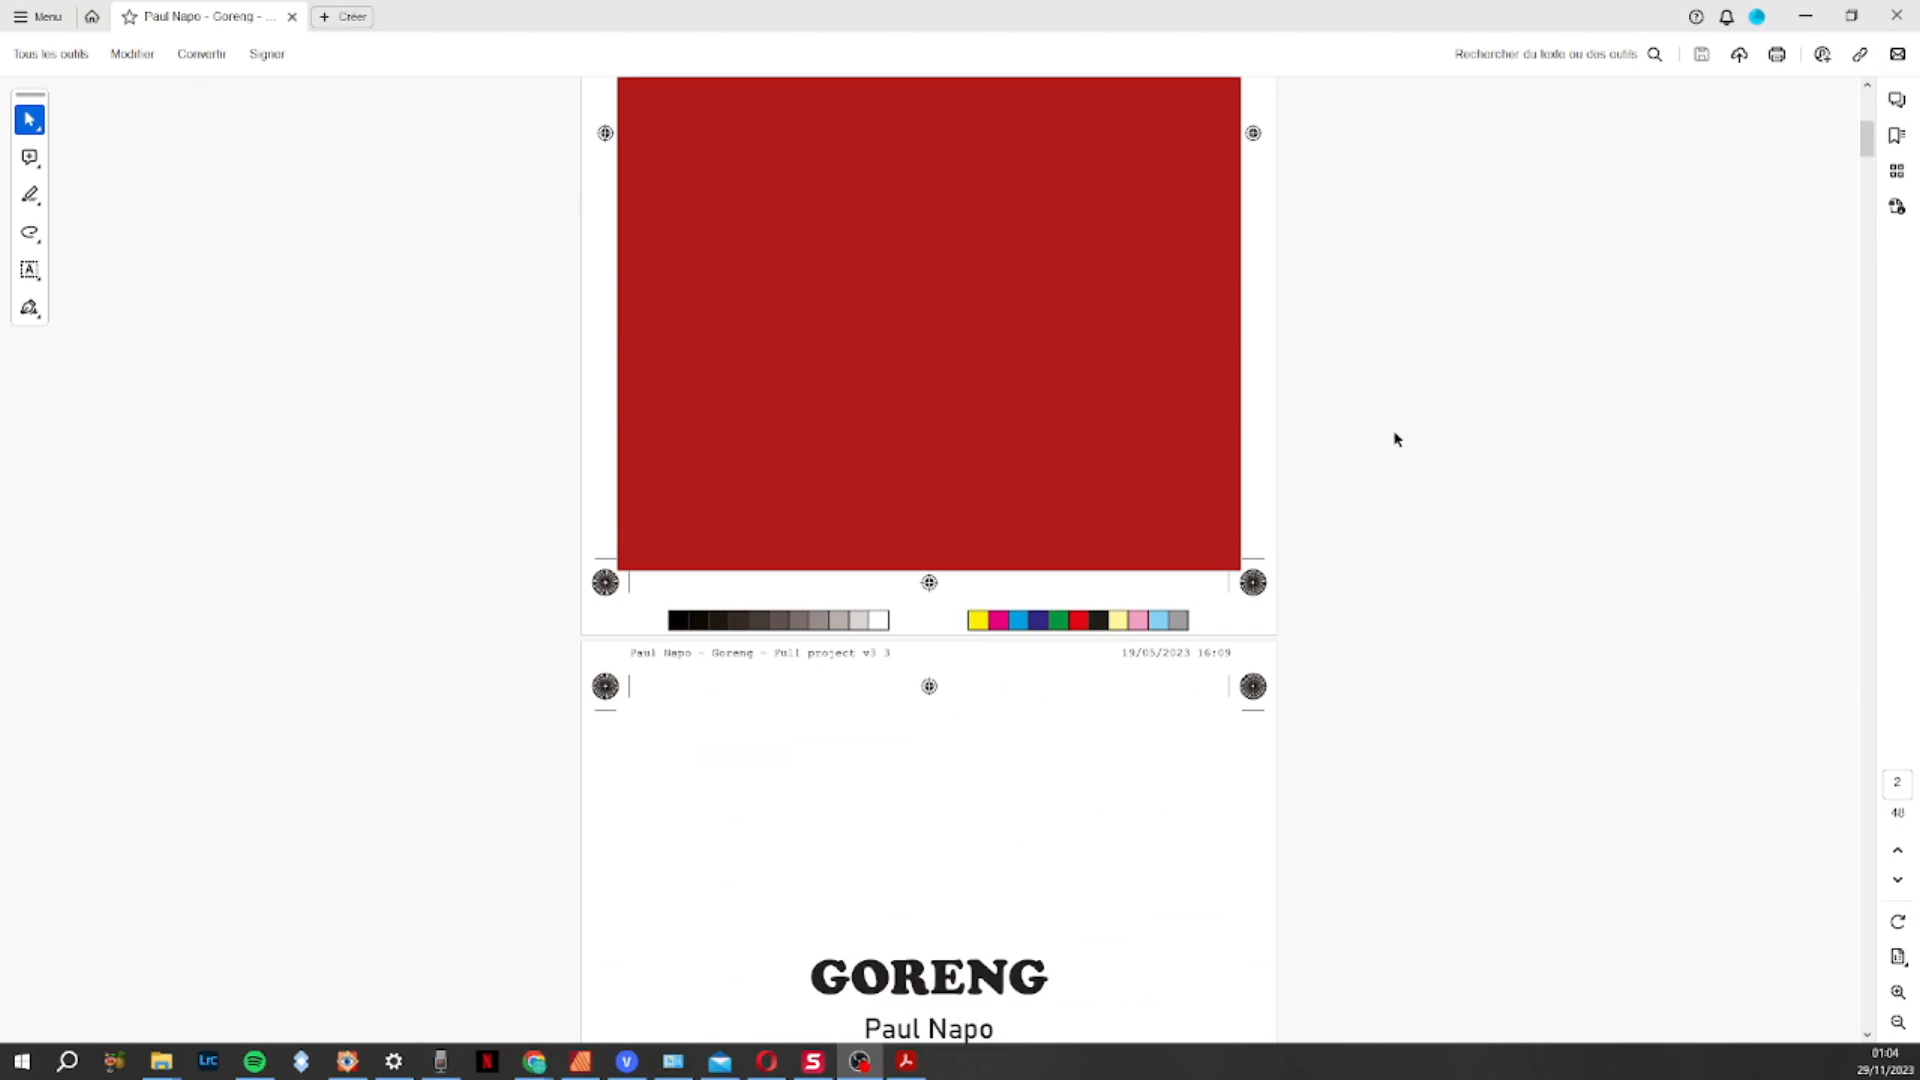 Menu
Paul Napo - Goreng - ...
Créer
Tous les outils
Modifier
Convertir
Signer
Rechercher du texte ou des outils
Paul Napo - Goreng - Full project v3 3
19/05/2023 16:09
2
48
GORENG
Paul Napo
Lrc
01:04
29/11/2023